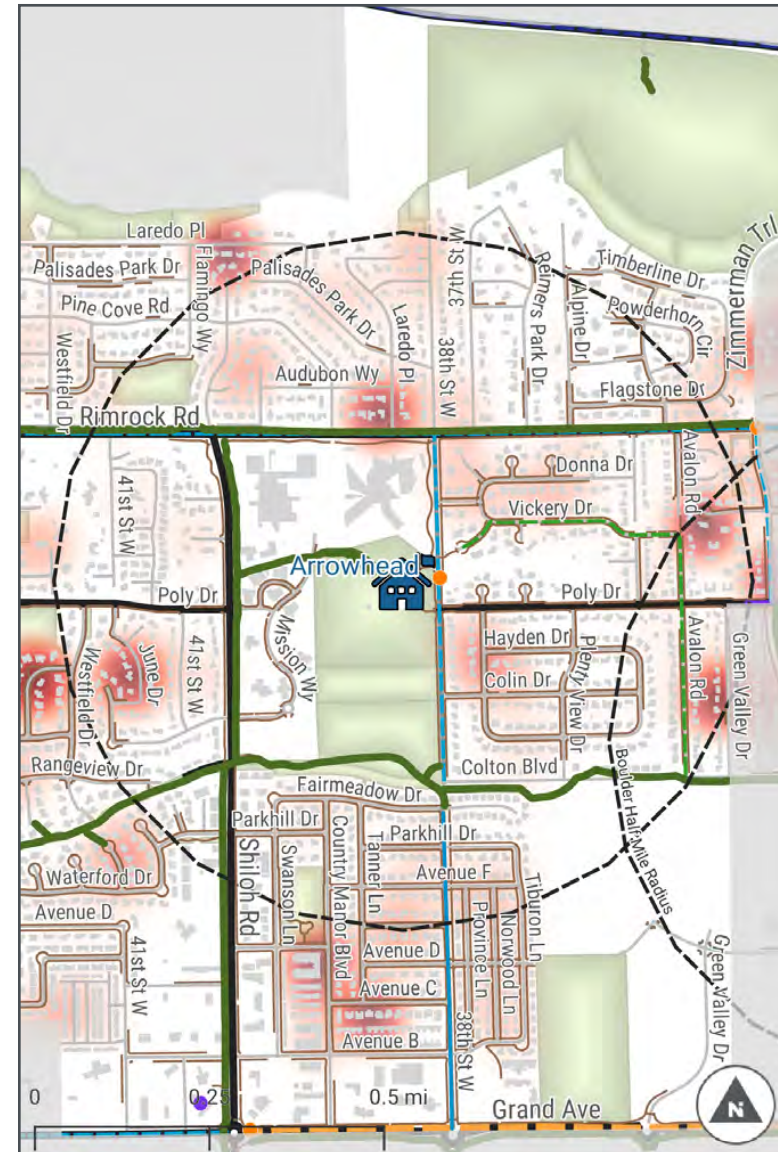 Laredo Pl
Palisades Park Dr
Flamingo Wy
Palisades Park Dr
Pine Cove Rd
Westfield Dr
Audubon Wy
Laredo Pl
37th St W
38th St W
Reimers Park Dr
Alpine Dr
Timberline Dr
Powderhorn Cir
Zimmerman Trl
Flagstone Dr
Rimrock Rd
41st St W
Donna Dr
Avalon Rd
Vickery Dr
Arrowhead
Poly Dr
Poly Dr
Mission Wy
Hayden Dr
Plenty View Dr
Avalon Rd
Green Valley Dr
Westfield Dr
June Dr
41st St W
Colin Dr
Rangeview Dr
Colton Blvd
Fairmeadow Dr
Parkhill Dr
Parkhill Dr
Boulder Half-Mile Radius
Shiloh Rd
Swanson Ln
Country Manor Blvd
Tanner Ln
Avenue F
Waterford Dr
Avenue D
41st St W
Avenue D
Province Ln
Norwood Ln
Tiburon Ln
Avenue C
Avenue B
38th St W
Green Valley Dr
0
0.25
0.5 mi
Grand Ave
N